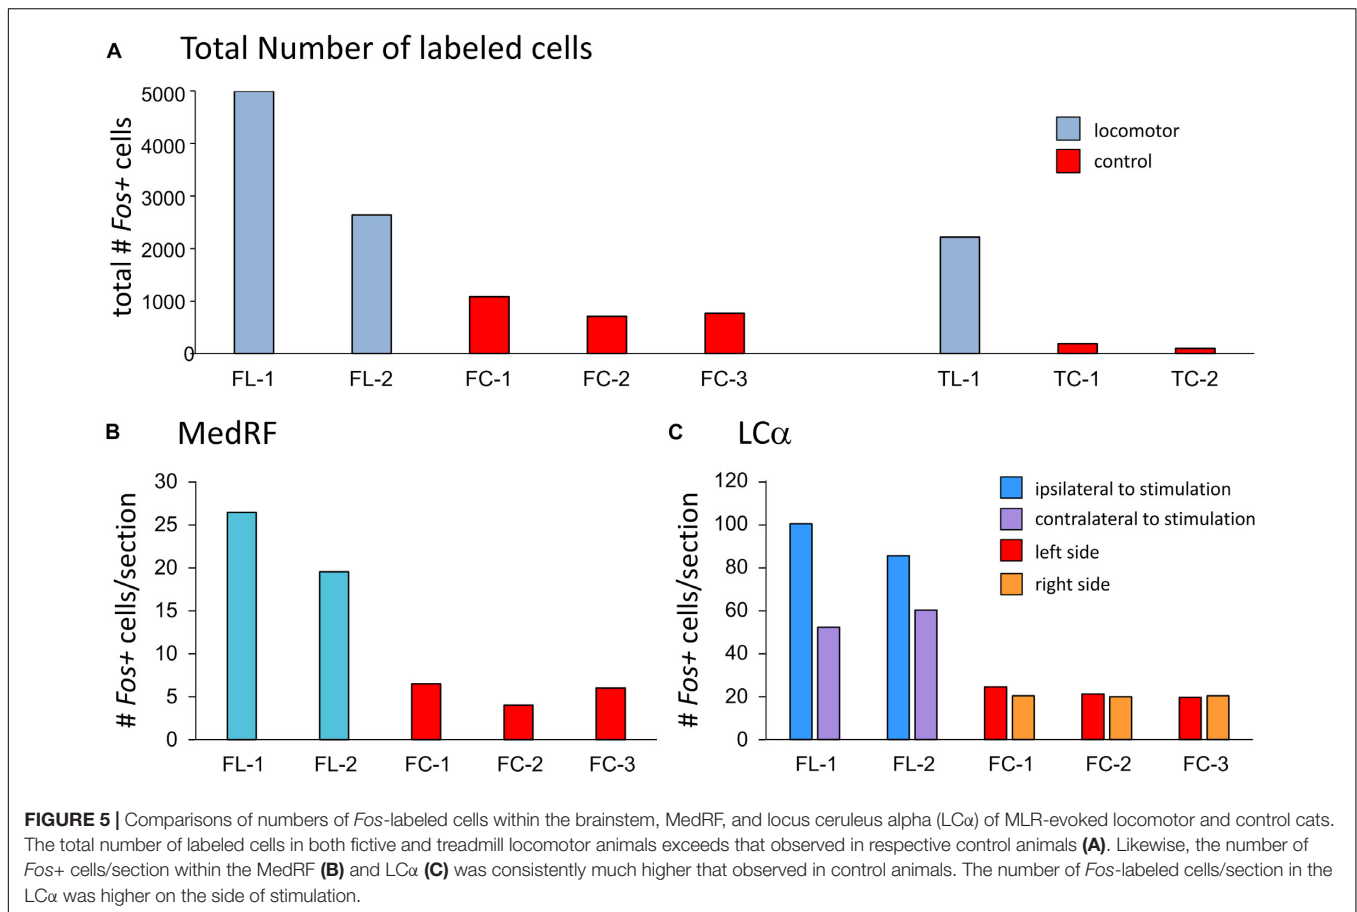 A Total Number of labeled cells
total # Fos+ cells
5000
4000
3000
2000
1000
0
locomotor
control
FL-1 FL-2 FC-1 FC-2 FC-3 TL-1 TC-1 TC-2
B MedRF
# Fos+ cells/section
30
25
20
15
10
5
0
FL-1 FL-2 FC-1 FC-2 FC-3
C LCα
# Fos+ cells/section
120
100
80
60
40
20
0
ipsilateral to stimulation
contralateral to stimulation
left side
right side
FL-1 FL-2 FC-1 FC-2 FC-3
FIGURE 5 | Comparisons of numbers of Fos-labeled cells within the brainstem, MedRF, and locus ceruleus alpha (LCα) of MLR-evoked locomotor and control cats.
The total number of labeled cells in both fictive and treadmill locomotor animals exceeds that observed in respective control animals (A). Likewise, the number of
Fos+ cells/section within the MedRF (B) and LCα (C) was consistently much higher that observed in control animals. The number of Fos-labeled cells/section in the
LCα was higher on the side of stimulation.